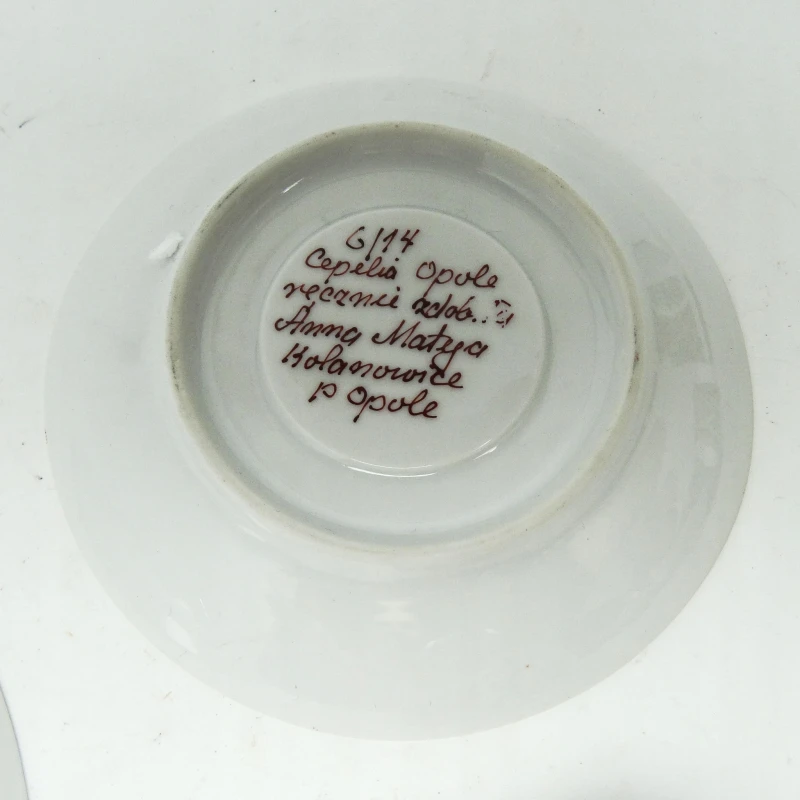 6/14
Cepelia Opole
ręcznie zdob.
Anna Matyja
Kolanowice
p Opole